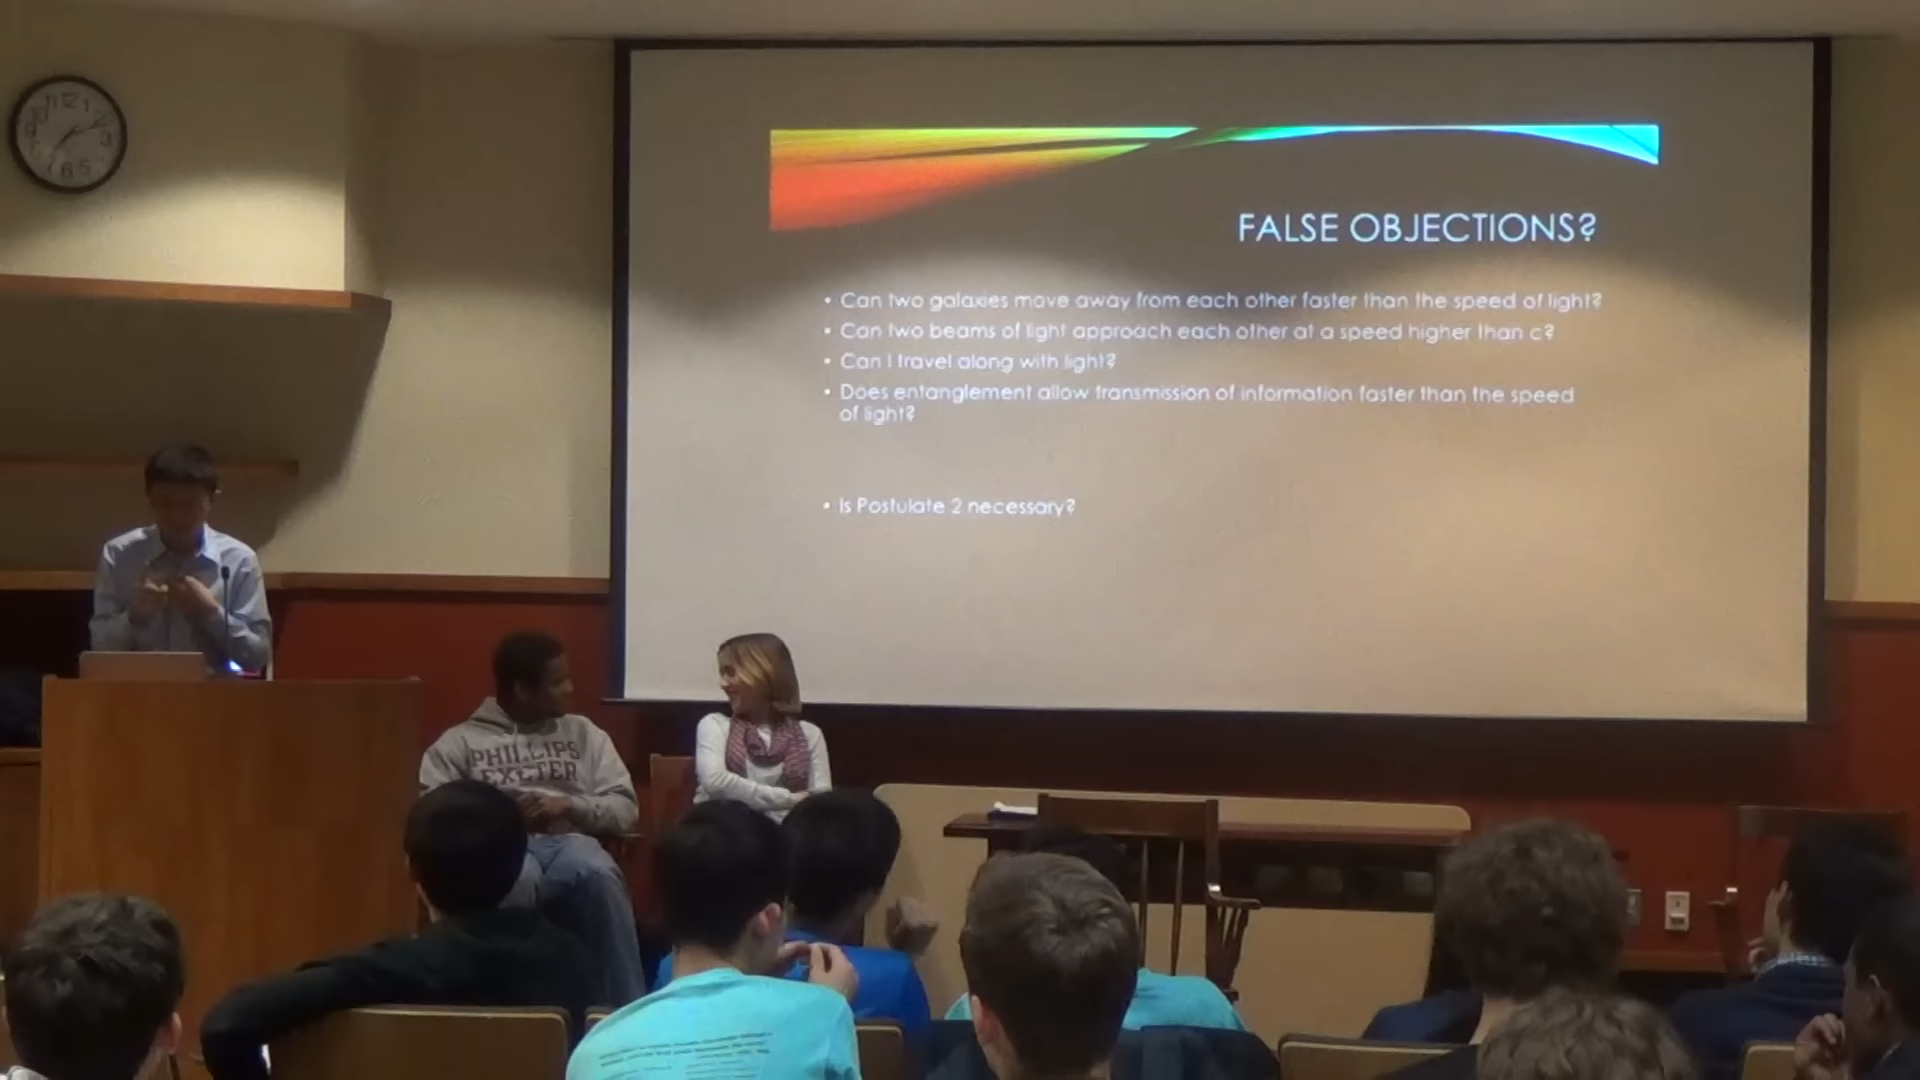 FALSE OBJECTIONS?
• Can two galaxies move away from each other faster than the speed of light?
• Can two beams of light approach each other at a speed higher than c?
• Can I travel along with light?
• Does entanglement allow transmission of information faster than the speed
of light?
• Is Postulate 2 necessary?
PHILLIPS
EXETER